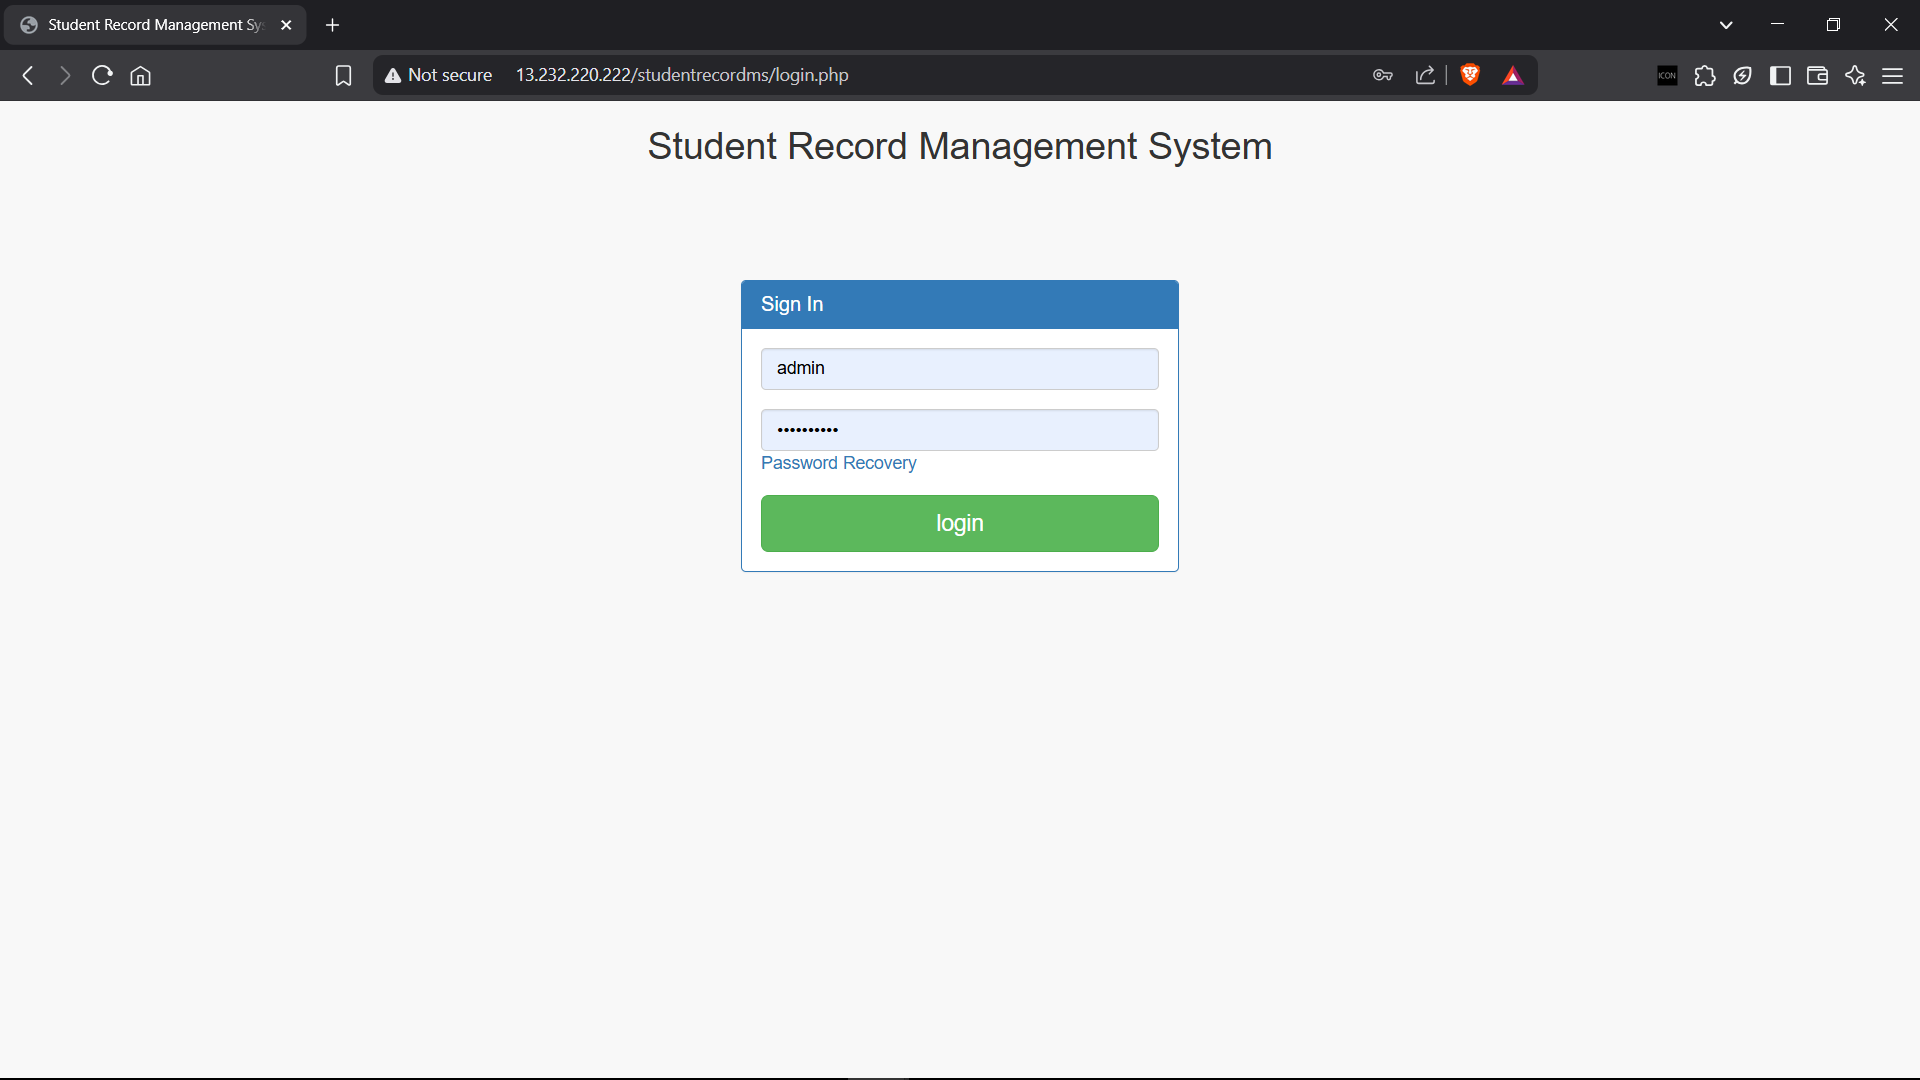 Student Record Management Sy
Not secure 13.232.220.222/studentrecordms/login.php
ICON
Student Record Management System
Sign In
admin
••••••••••
Password Recovery
login